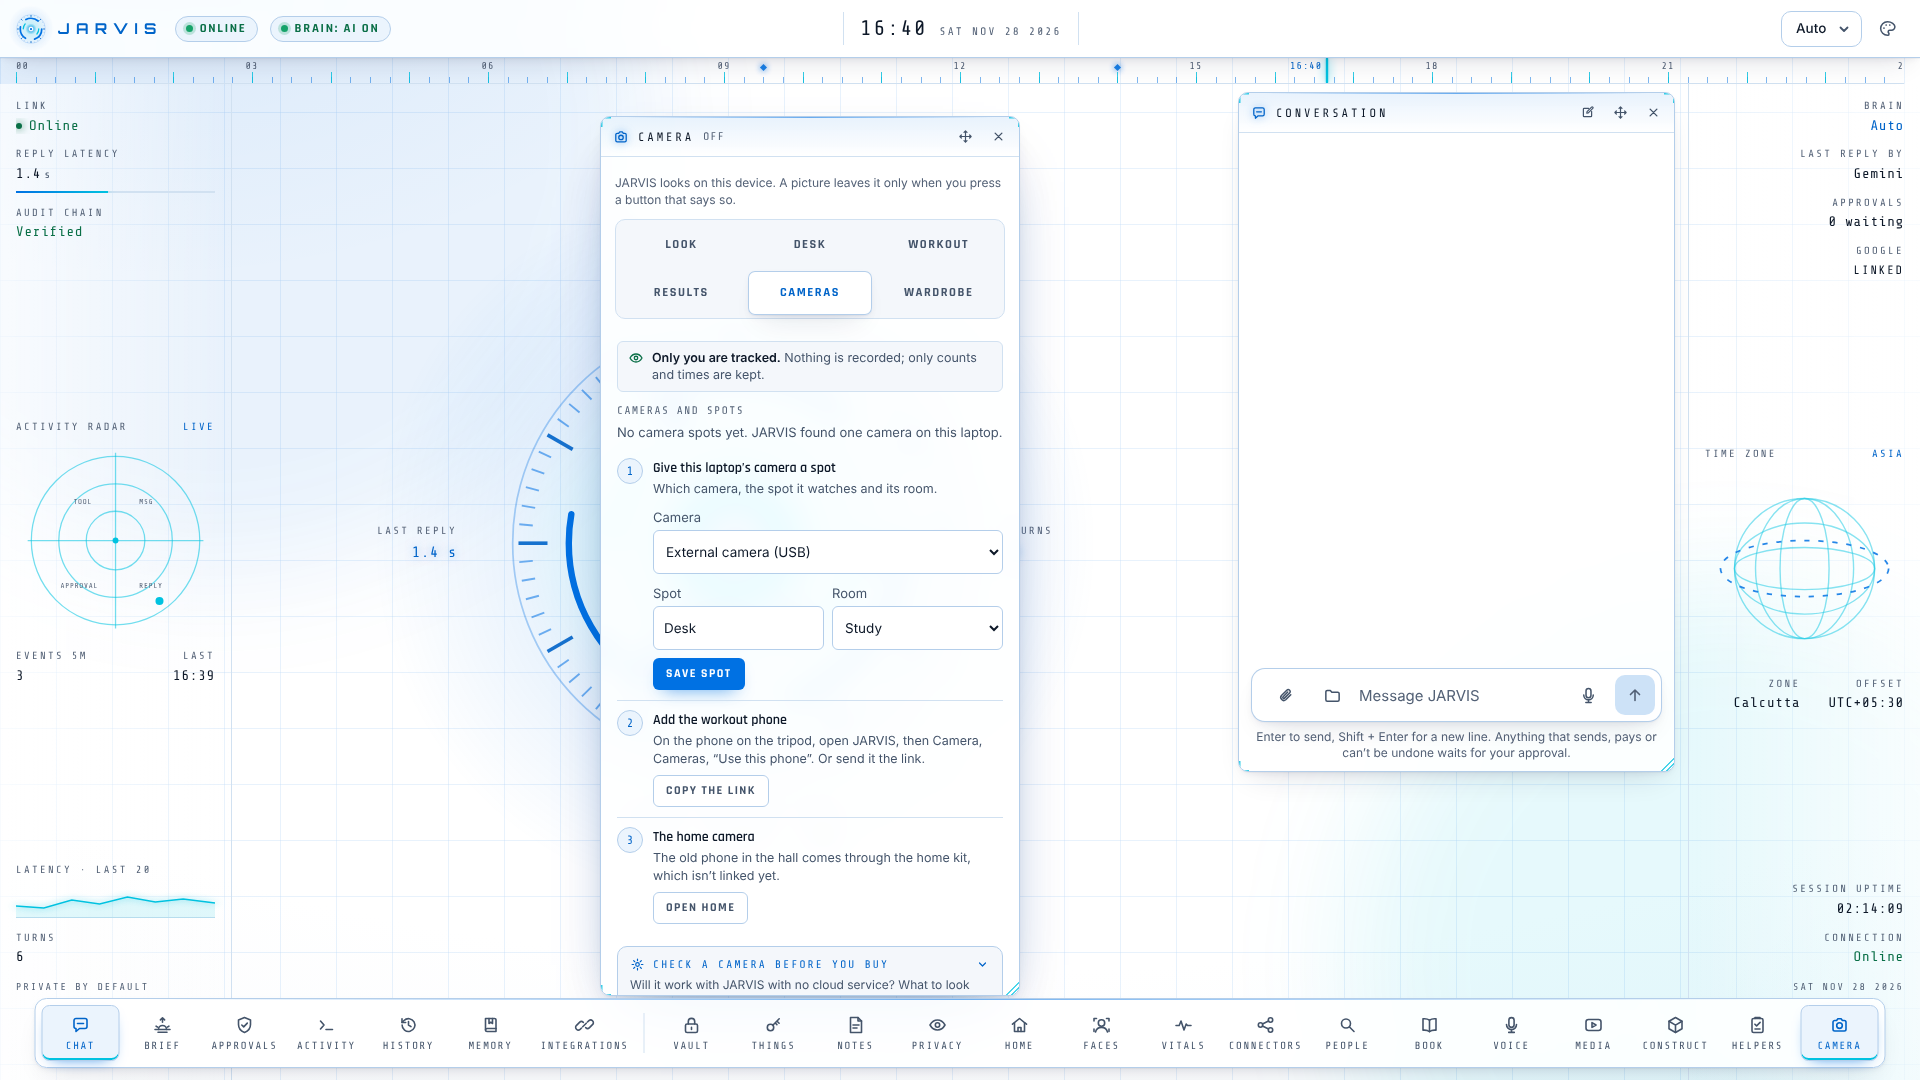 JARVIS
ONLINE
BRAIN: AI ON
16:40 SAT NOV 28 2026
Auto
00 03 06 09 12 15 16:40 18 21 2
LINK
Online
REPLY LATENCY
1.4 s
AUDIT CHAIN
Verified
ACTIVITY RADAR LIVE
TOOL MSG
APPROVAL REPLY
EVENTS 5M LAST
3 16:39
LATENCY · LAST 20
TURNS
6
PRIVATE BY DEFAULT
LAST REPLY
1.4 s
URNS
CAMERA OFF
JARVIS looks on this device. A picture leaves it only when you press
a button that says so.
LOOK DESK WORKOUT
RESULTS CAMERAS WARDROBE
Only you are tracked. Nothing is recorded; only counts
and times are kept.
CAMERAS AND SPOTS
No camera spots yet. JARVIS found one camera on this laptop.
1 Give this laptop’s camera a spot
Which camera, the spot it watches and its room.
Camera
External camera (USB)
Spot Room
Desk Study
SAVE SPOT
2 Add the workout phone
On the phone on the tripod, open JARVIS, then Camera,
Cameras, “Use this phone”. Or send it the link.
COPY THE LINK
3 The home camera
The old phone in the hall comes through the home kit,
which isn’t linked yet.
OPEN HOME
CHECK A CAMERA BEFORE YOU BUY
Will it work with JARVIS with no cloud service? What to look
CONVERSATION
Message JARVIS
Enter to send, Shift + Enter for a new line. Anything that sends, pays or
can’t be undone waits for your approval.
BRAIN
Auto
LAST REPLY BY
Gemini
APPROVALS
0 waiting
GOOGLE
LINKED
TIME ZONE ASIA
ZONE OFFSET
Calcutta UTC+05:30
SESSION UPTIME
02:14:09
CONNECTION
Online
SAT NOV 28 2026
CHAT BRIEF APPROVALS ACTIVITY HISTORY MEMORY INTEGRATIONS VAULT THINGS NOTES PRIVACY HOME FACES VITALS CONNECTORS PEOPLE BOOK VOICE MEDIA CONSTRUCT HELPERS CAMERA